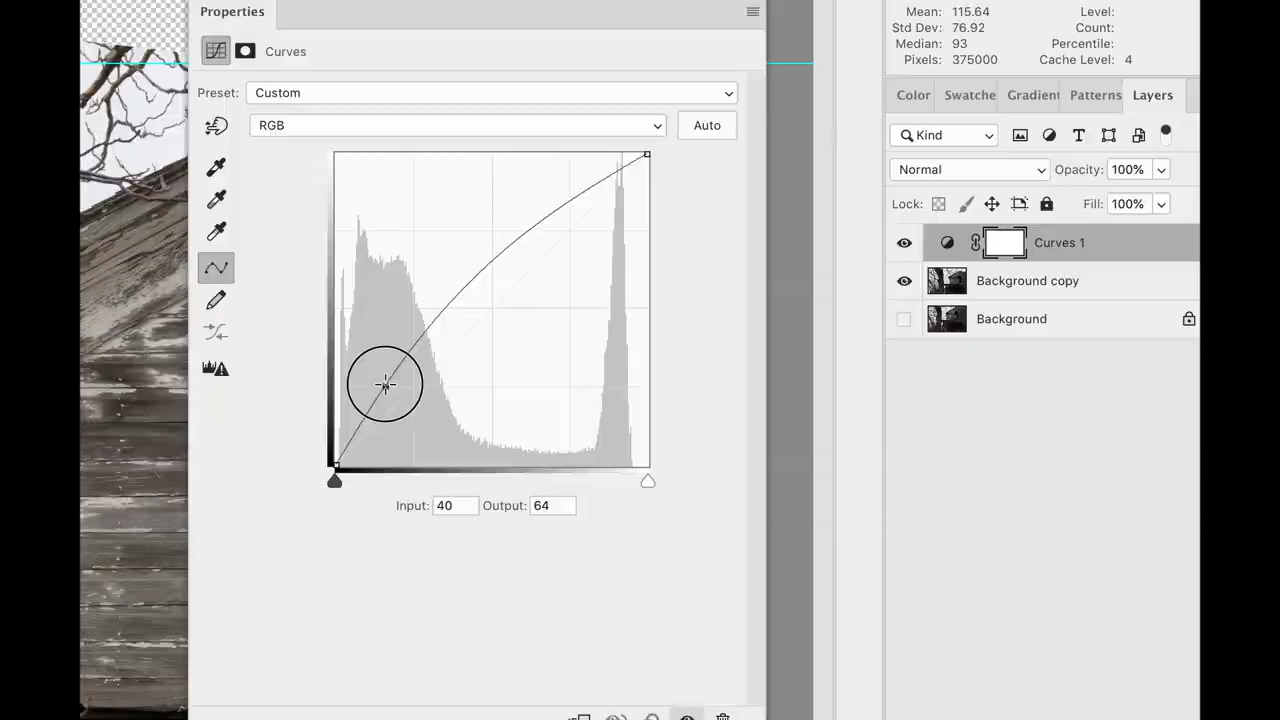 Properties
Curves
Preset: Custom
RGB
Auto
Input: 40 Output: 64
Mean: 115.64 Level:
Std Dev: 76.92 Count:
Median: 93 Percentile:
Pixels: 375000 Cache Level: 4
Color Swatche Gradient Patterns Layers
Kind
Normal Opacity: 100%
Lock: Fill: 100%
Curves 1
Background copy
Background